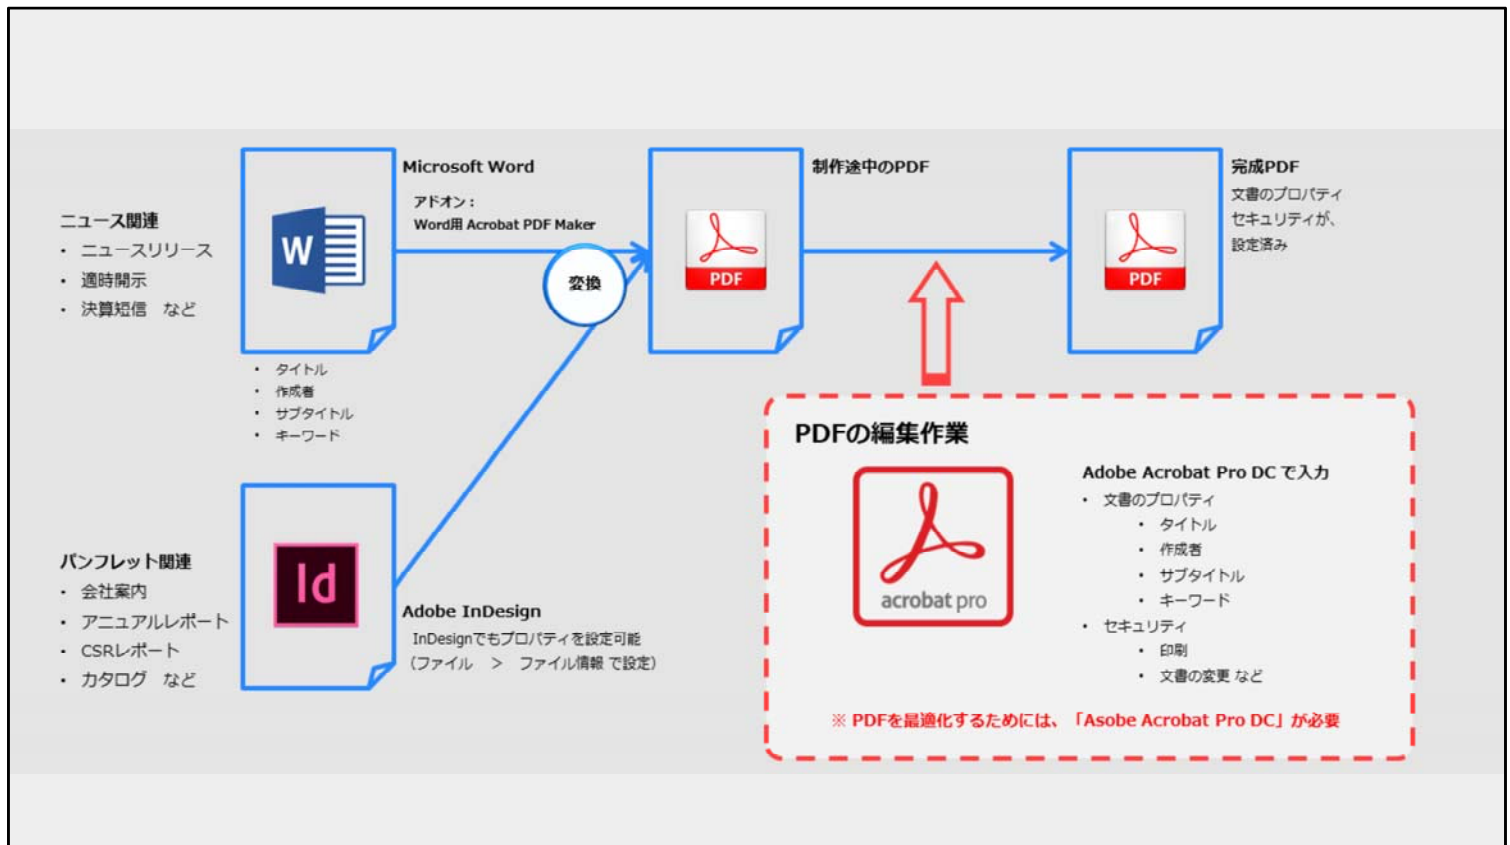 ニュース関連
・ ニュースリリース
・ 適時開示
・ 決算短信　など
W
Microsoft Word
アドオン：
Word用 Acrobat PDF Maker
・ タイトル
・ 作成者
・ サブタイトル
・ キーワード
変換
制作途中のPDF
PDF
完成PDF
文書のプロパティ
セキュリティが、
設定済み
PDF
パンフレット関連
・ 会社案内
・ アニュアルレポート
・ CSRレポート
・ カタログ　など
Id
Adobe InDesign
InDesignでもプロパティを設定可能
（ファイル　＞　ファイル情報 で設定）
PDFの編集作業
acrobat pro
Adobe Acrobat Pro DC で入力
・ 文書のプロパティ
・ タイトル
・ 作成者
・ サブタイトル
・ キーワード
・ セキュリティ
・ 印刷
・ 文書の変更 など
※ PDFを最適化するためには、「Asobe Acrobat Pro DC」が必要